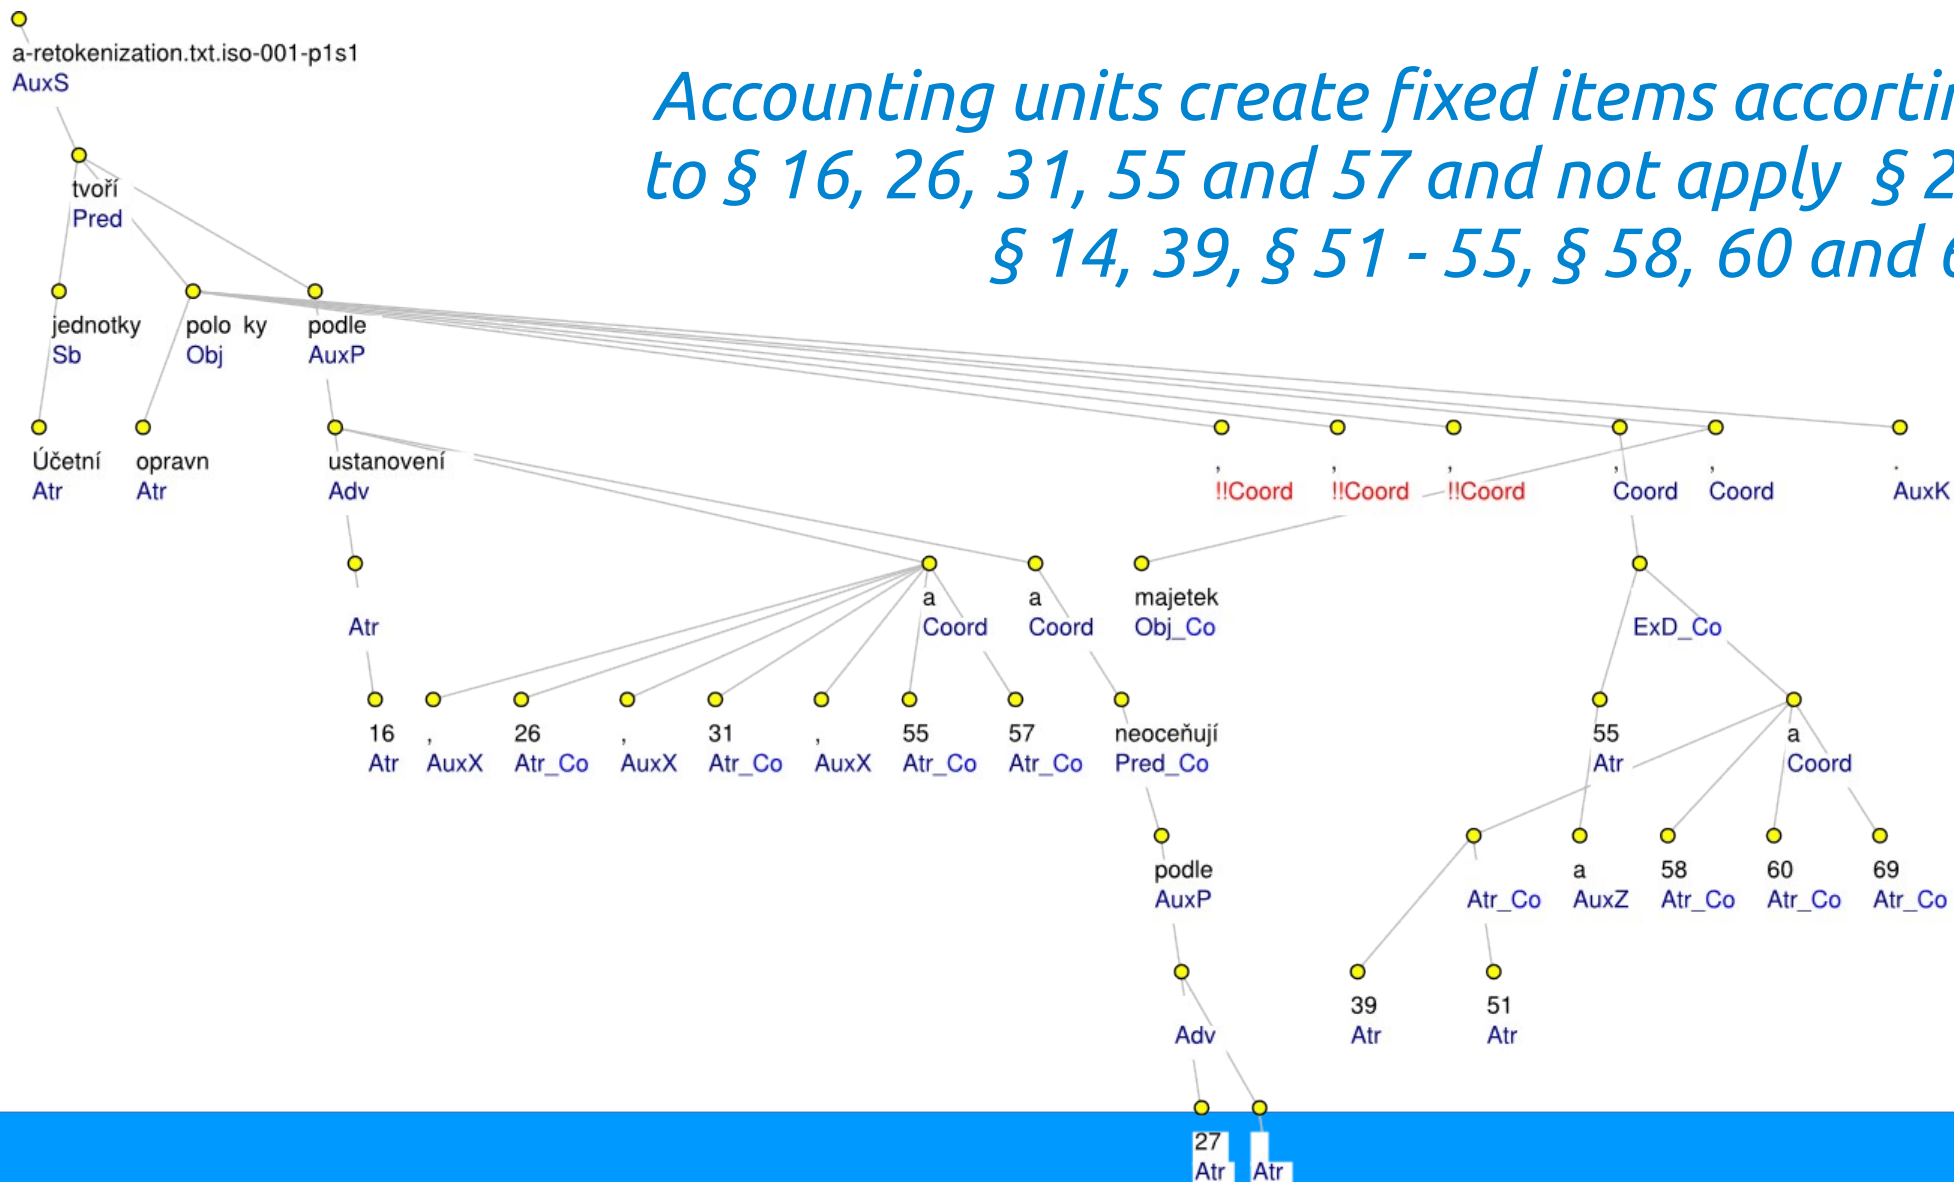 a-retokenization.txt.iso-001-p1s1
AuxS
Accounting units create fixed items accorti
to § 16, 26, 31, 55 and 57 and not apply § 2
§ 14, 39, § 51 - 55, § 58, 60 and
tvoří
Pred
jednotky polo ky podle
Sb Obj AuxP
Účetní opravn ustanovení , , , , , .
Atr Atr Adv !!Coord !!Coord !!Coord Coord Coord AuxK
a a majetek
Atr Coord Coord Obj_Co ExD_Co
16 , 26 , 31 , 55 57 neoceňují 55 a
Atr AuxX Atr_Co AuxX Atr_Co AuxX Atr_Co Atr_Co Pred_Co Atr Coord
podle a 58 60 69
AuxP Atr_Co AuxZ Atr_Co Atr_Co Atr_Co
39 51
Adv Atr Atr
27
Atr Atr